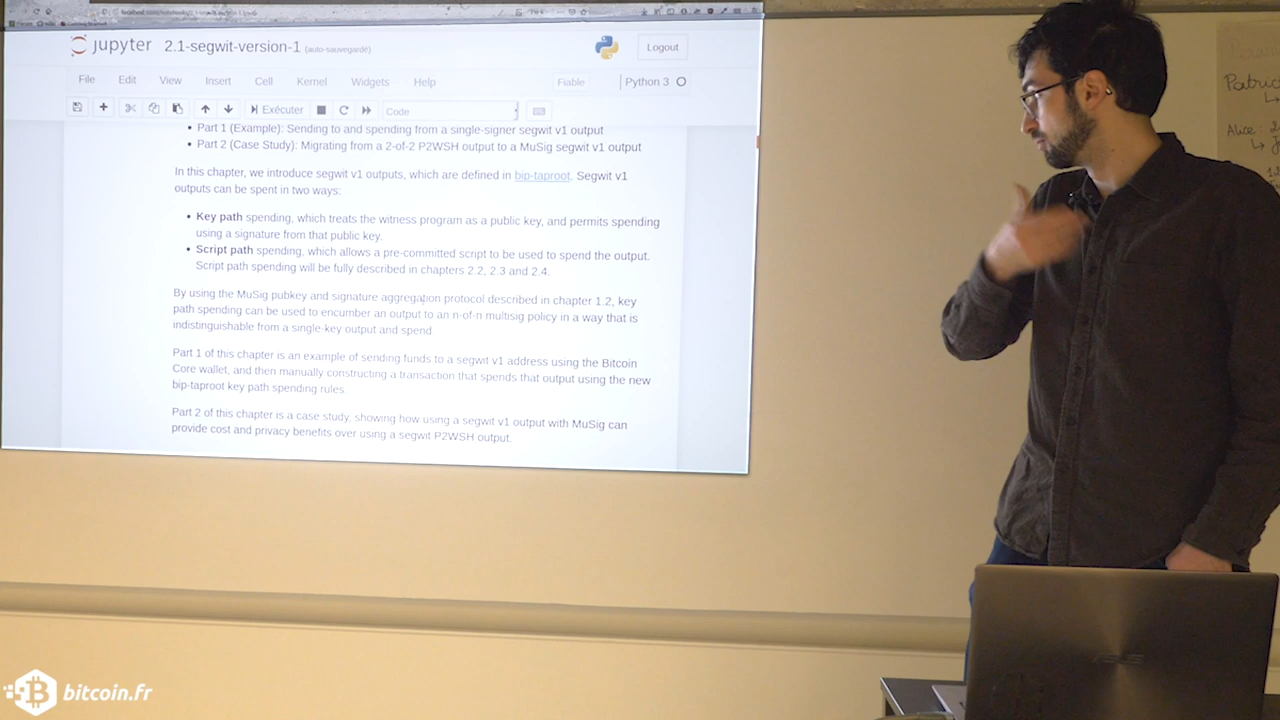 jupyter 2.1-segwit-version-1 (auto-sauvegardé)
Logout
File Edit View Insert Cell Kernel Widgets Help Fiable Python 3
Exécuter Code
• Part 1 (Example): Sending to and spending from a single-signer segwit v1 output
• Part 2 (Case Study): Migrating from a 2-of-2 P2WSH output to a MuSig segwit v1 output
In this chapter, we introduce segwit v1 outputs, which are defined in bip-taproot. Segwit v1
outputs can be spent in two ways:
• Key path spending, which treats the witness program as a public key, and permits spending
using a signature from that public key.
• Script path spending, which allows a pre-committed script to be used to spend the output.
Script path spending will be fully described in chapters 2.2, 2.3 and 2.4.
By using the MuSig pubkey and signature aggregation protocol described in chapter 1.2, key
path spending can be used to encumber an output to an n-of-n multisig policy in a way that is
indistinguishable from a single-key output and spend
Part 1 of this chapter is an example of sending funds to a segwit v1 address using the Bitcoin
Core wallet, and then manually constructing a transaction that spends that output using the new
bip-taproot key path spending rules
Part 2 of this chapter is a case study, showing how using a segwit v1 output with MuSig can
provide cost and privacy benefits over using a segwit P2WSH output.
Patric
Alice :
ASUS
bitcoin.fr